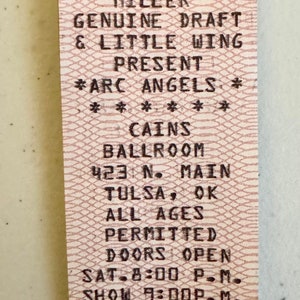 MILLER
GENUINE DRAFT
& LITTLE WING
PRESENT
*ARC ANGELS *
* * * * * *
CAINS
BALLROOM
423 N. MAIN
TULSA, OK
ALL AGES
PERMITTED
DOORS OPEN
SAT.8:00 P.M.
SHOW 9:00P.M.